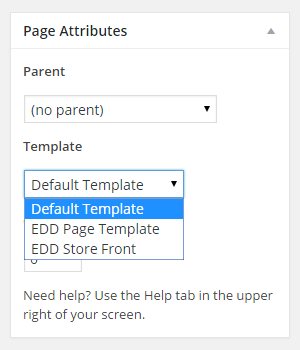 Page Attributes
Parent
(no parent)
Template
Default Template
Default Template
EDD Page Template
EDD Store Front
Need help? Use the Help tab in the upper
right of your screen.